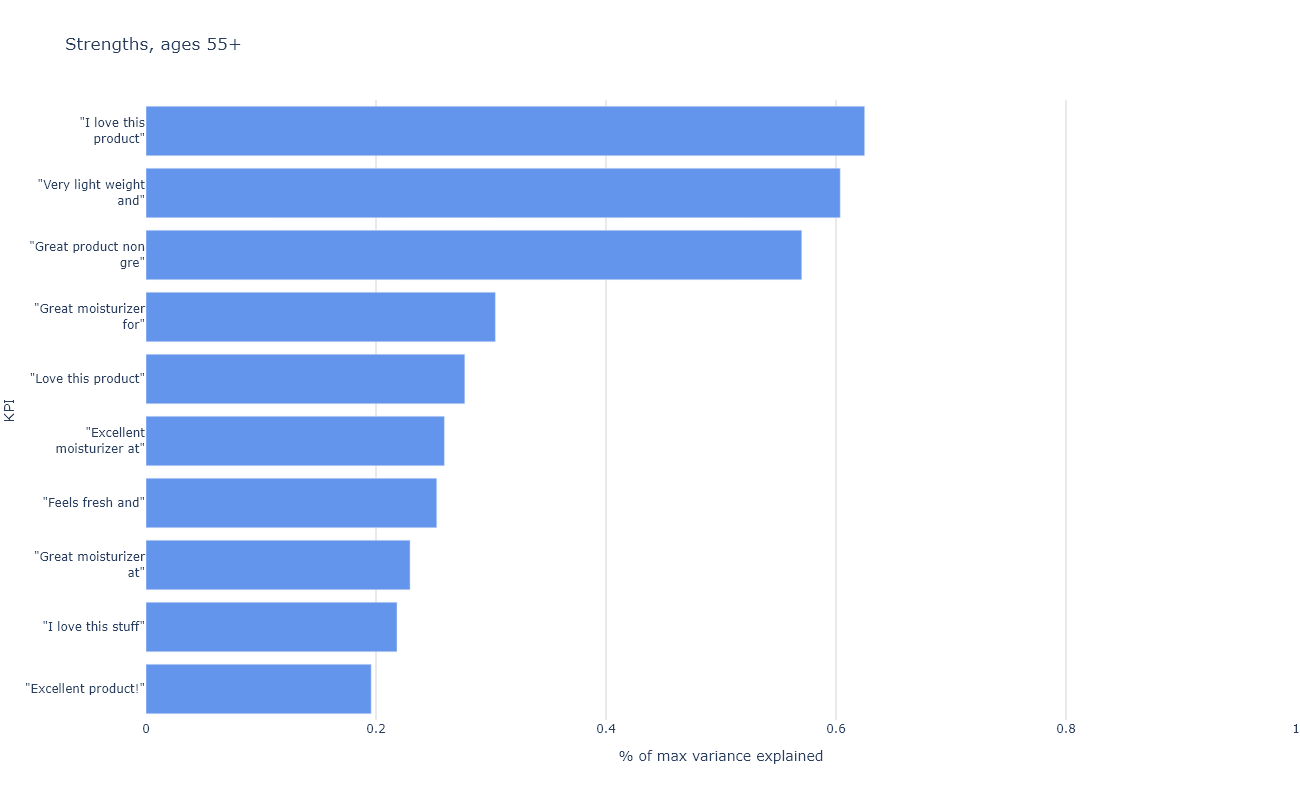 Strengths, ages 55+
"I love this
product"
"Very light weight
and"
"Great product non
gre"
"Great moisturizer
for"
"Love this product"
"Excellent
moisturizer at"
"Feels fresh and"
"Great moisturizer
at"
"I love this stuff"
"Excellent product!"
KPI
0 0.2 0.4 0.6 0.8 1
% of max variance explained